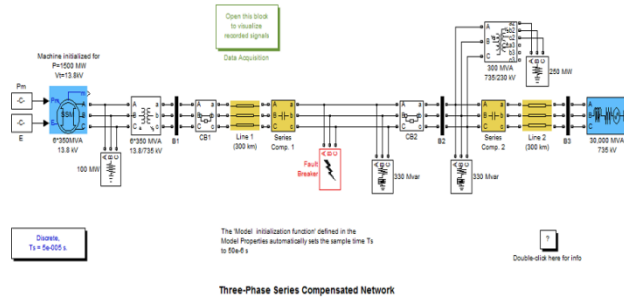 Open this block
to visualize
recorded signals
Data Acquisition
Machine initialized for
P=1500 MW
Vt=13.8kV
Pm
E
6*350MVA
13.8 kV
100 MW
6*350 MVA
13.8/735 kV
B1
CB1
Line 1
(300 km)
Series
Comp. 1
Fault
Breaker
330 Mvar
CB2
B2
330 Mvar
300 MVA
735/230 kV
250 MW
Series
Comp. 2
Line 2
(300 km)
B3
30,000 MVA
735 kV
Discrete,
Ts = 5e-005 s.
The 'Model initialization function' defined in the
Model Properties automatically sets the sample time Ts
to 50e-6 s
?
Double-click here for info
Three-Phase Series Compensated Network